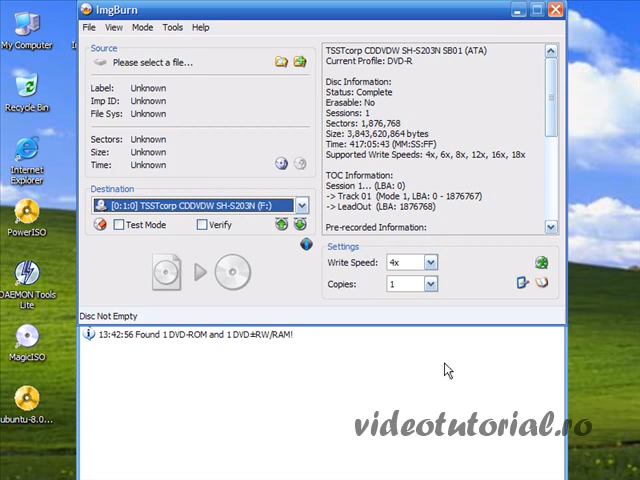 My Computer
Recycle Bin
Internet
Explorer
PowerISO
DAEMON Tools
Lite
MagicISO
ubuntu-8.0...
ImgBurn
File View Mode Tools Help
Source
Please select a file...
Label: Unknown
Imp ID: Unknown
File Sys: Unknown
Sectors: Unknown
Size: Unknown
Time: Unknown
Destination
[0:1:0] TSSTcorp CDDVDW SH-S203N (F:)
Test Mode Verify
TSSTcorp CDDVDW SH-S203N SB01 (ATA)
Current Profile: DVD-R
Disc Information:
Status: Complete
Erasable: No
Sessions: 1
Sectors: 1,876,768
Size: 3,843,620,864 bytes
Time: 417:05:43 (MM:SS:FF)
Supported Write Speeds: 4x, 6x, 8x, 12x, 16x, 18x
TOC Information:
Session 1... (LBA: 0)
-> Track 01 (Mode 1, LBA: 0 - 1876767)
-> LeadOut (LBA: 1876768)
Pre-recorded Information:
Settings
Write Speed: 4x
Copies: 1
Disc Not Empty
13:42:56 Found 1 DVD-ROM and 1 DVD±RW/RAM!
videotutorial.ro